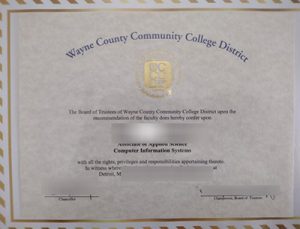 Wayne County Community College District
The Board of Trustees of Wayne County Community College District upon the
recommendation of the faculty does hereby confer upon
Associate of Applied Science
Computer Information Systems
with all the rights, privileges and responsibilities appertaining thereto.
In witness where
at
Detroit, M
Chancellor
Chairperson, Board of Trustees